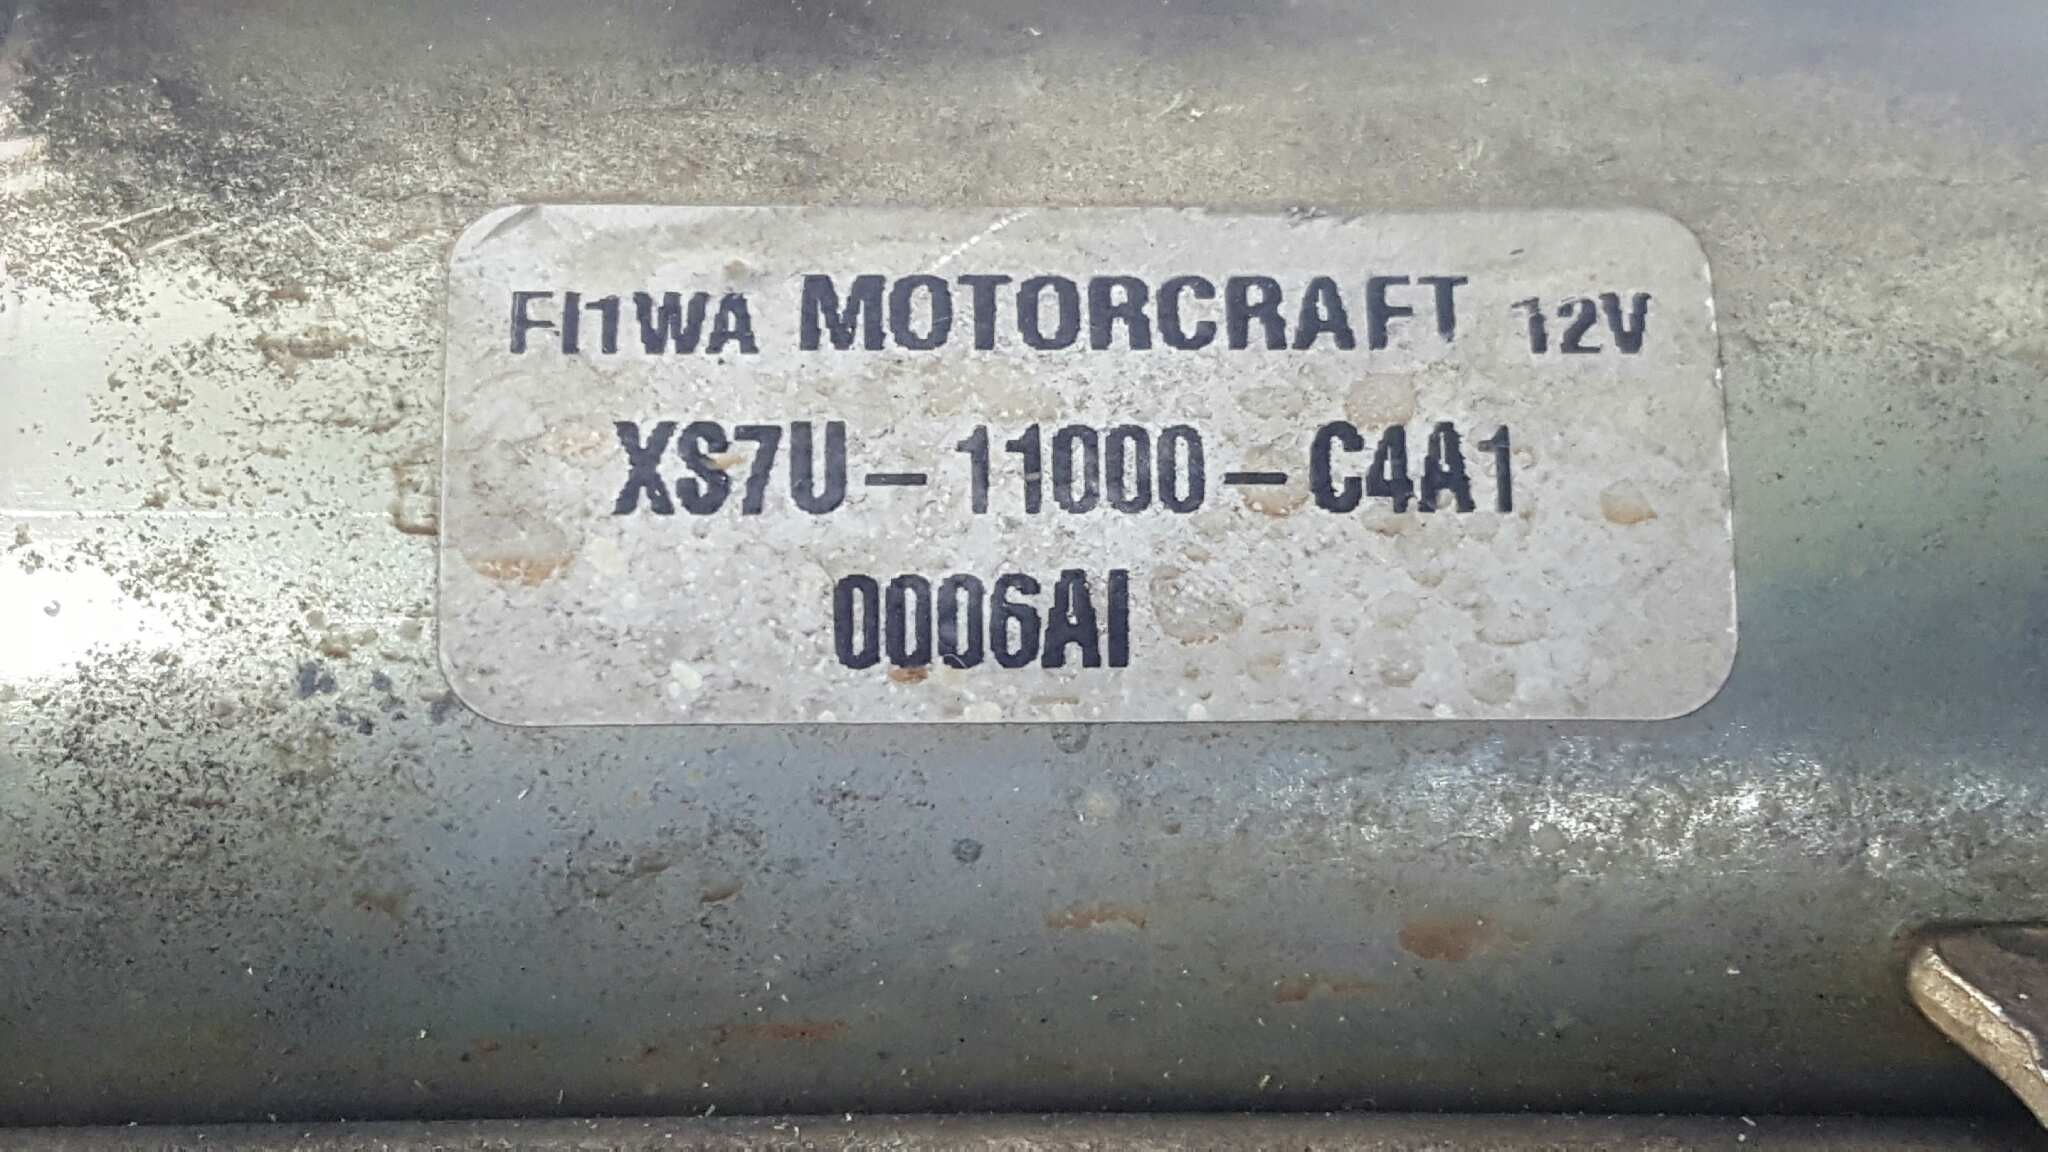 FI1WA MOTORCRAFT 12V
XS7U-11000-C4A1
0006AI